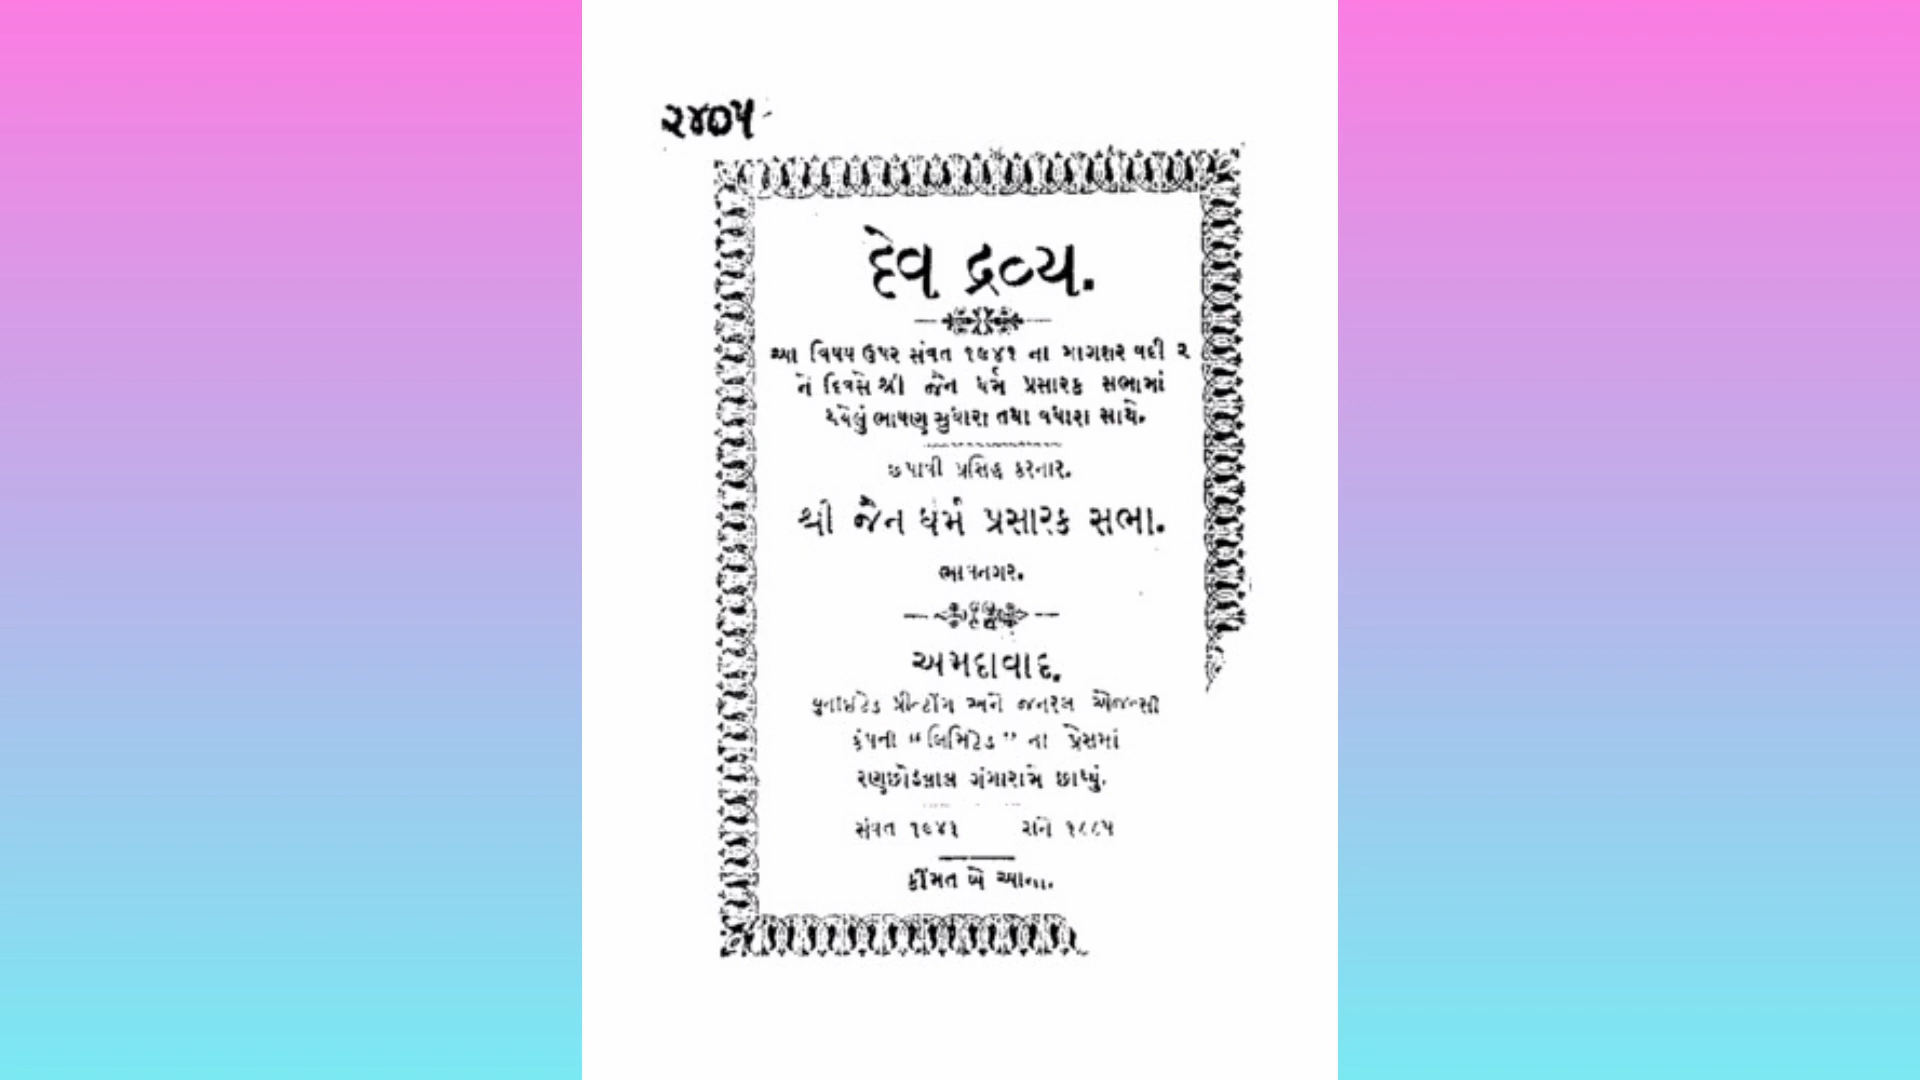 ૨૪૦૫
દેવ દ્રવ્ય.
આ વિષય ઉપર સંવત ૧૯૪૧ ના માગશર વદી ૨
ને દિવસે શ્રી જૈન ધર્મ પ્રસારક સભામાં
થયેલું ભાષણ સુધારા તથા વધારા સાથે.
છપાવી પ્રસિદ્ધ કરનાર.
શ્રી જૈન ધર્મ પ્રસારક સભા.
ભાવનગર.
અમદાવાદ.
યુનાઇટેડ પ્રીન્ટીંગ અને જનરલ એજન્સી
કંપની “લિમિટેડ” ના પ્રેસમાં
રણછોડલાલ ગંગારામે છાપ્યું.
સંવત ૧૯૪૧ સને ૧૮૮૫
કીંમત બે આના.